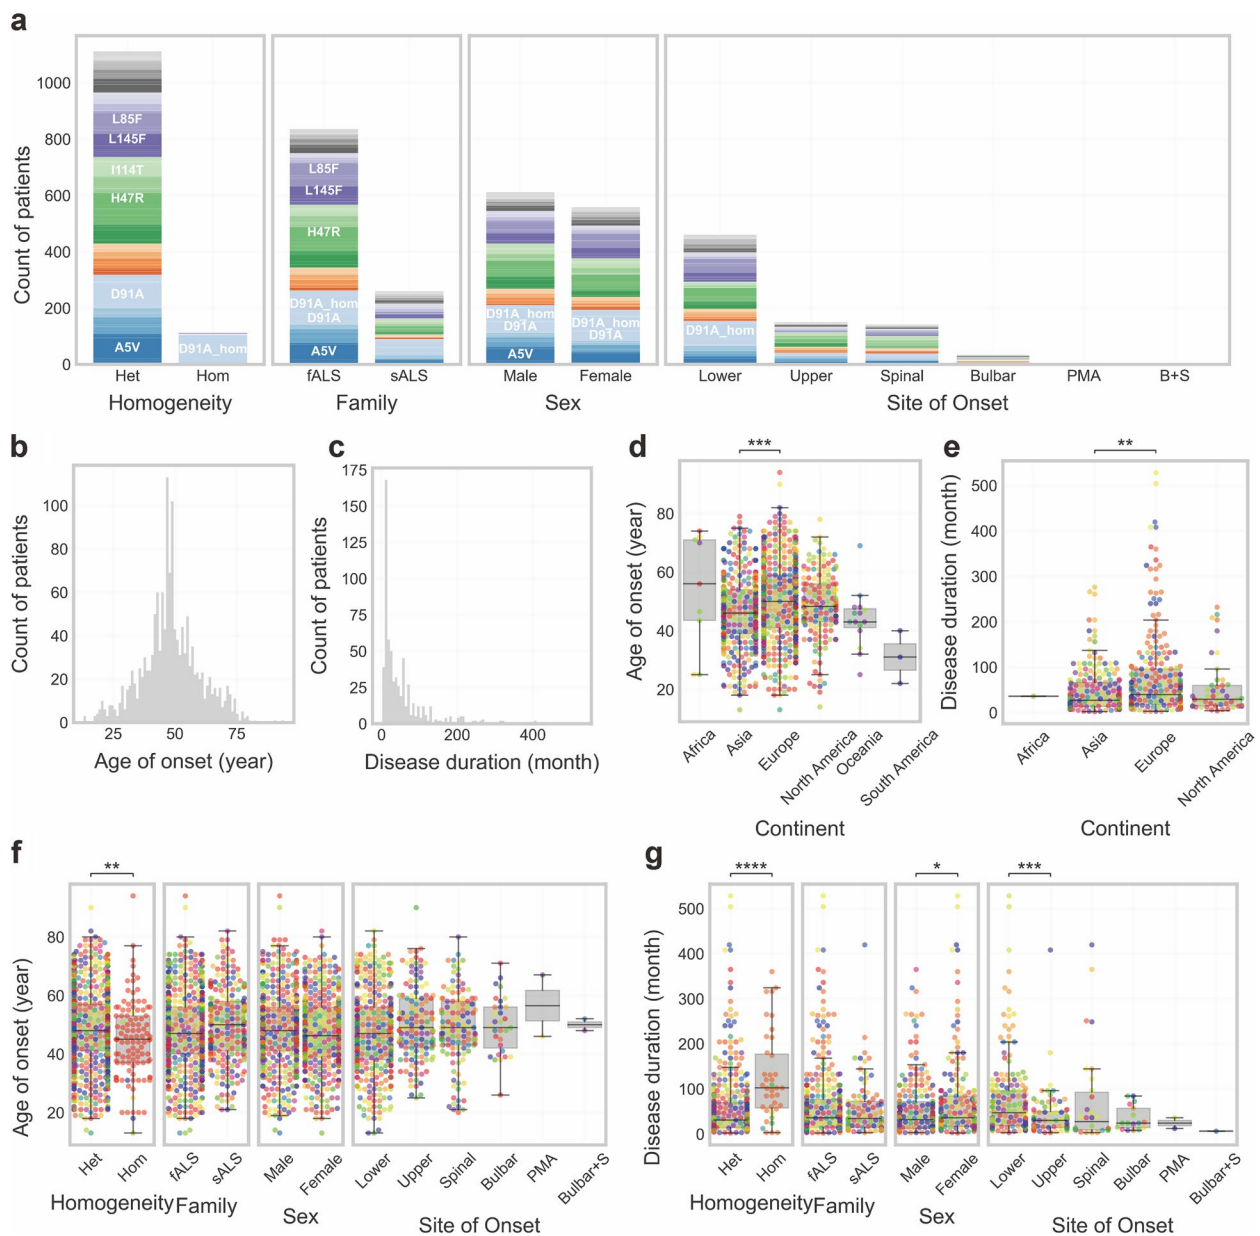 a
Count of patients
1000
800
600
400
200
0
L85F
L145F
I114T
H47R
D91A
A5V
D91A_hom
L85F
L145F
H47R
D91A_hom
D91A
A5V
D91A_hom
D91A
A5V
D91A_hom
D91A
D91A_hom
Het Hom fALS sALS Male Female Lower Upper Spinal Bulbar PMA B+S
Homogeneity Family Sex Site of Onset
b
Count of patients
100
80
60
40
20
0
25 50 75
Age of onset (year)
c
Count of patients
175
150
125
100
75
50
25
0
0 200 400
Disease duration (month)
d
***
Age of onset (year)
80
60
40
20
Africa
Asia
Europe
North America
Oceania
South America
Continent
e
**
Disease duration (month)
500
400
300
200
100
0
Africa
Asia
Europe
North America
Continent
f
**
Age of onset (year)
80
60
40
20
Het
Hom
fALS
sALS
Male
Female
Lower
Upper
Spinal
Bulbar
PMA
Bulbar+S
Homogeneity Family Sex Site of Onset
g
**** * ***
Disease duration (month)
500
400
300
200
100
0
Het
Hom
fALS
sALS
Male
Female
Lower
Upper
Spinal
Bulbar
PMA
Bulbar+S
Homogeneity Family Sex Site of Onset